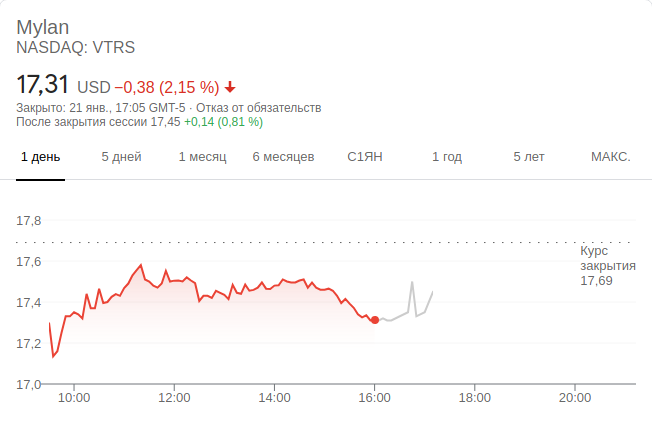 Mylan
NASDAQ: VTRS
17,31 USD −0,38 (2,15 %)
Закрыто: 21 янв., 17:05 GMT-5 · Отказ от обязательств
После закрытия сессии 17,45 +0,14 (0,81 %)
1 день 5 дней 1 месяц 6 месяцев С1ЯН 1 год 5 лет МАКС.
17,8
Курс
закрытия
17,69
17,6
17,4
17,2
17,0
10:00 12:00 14:00 16:00 18:00 20:00